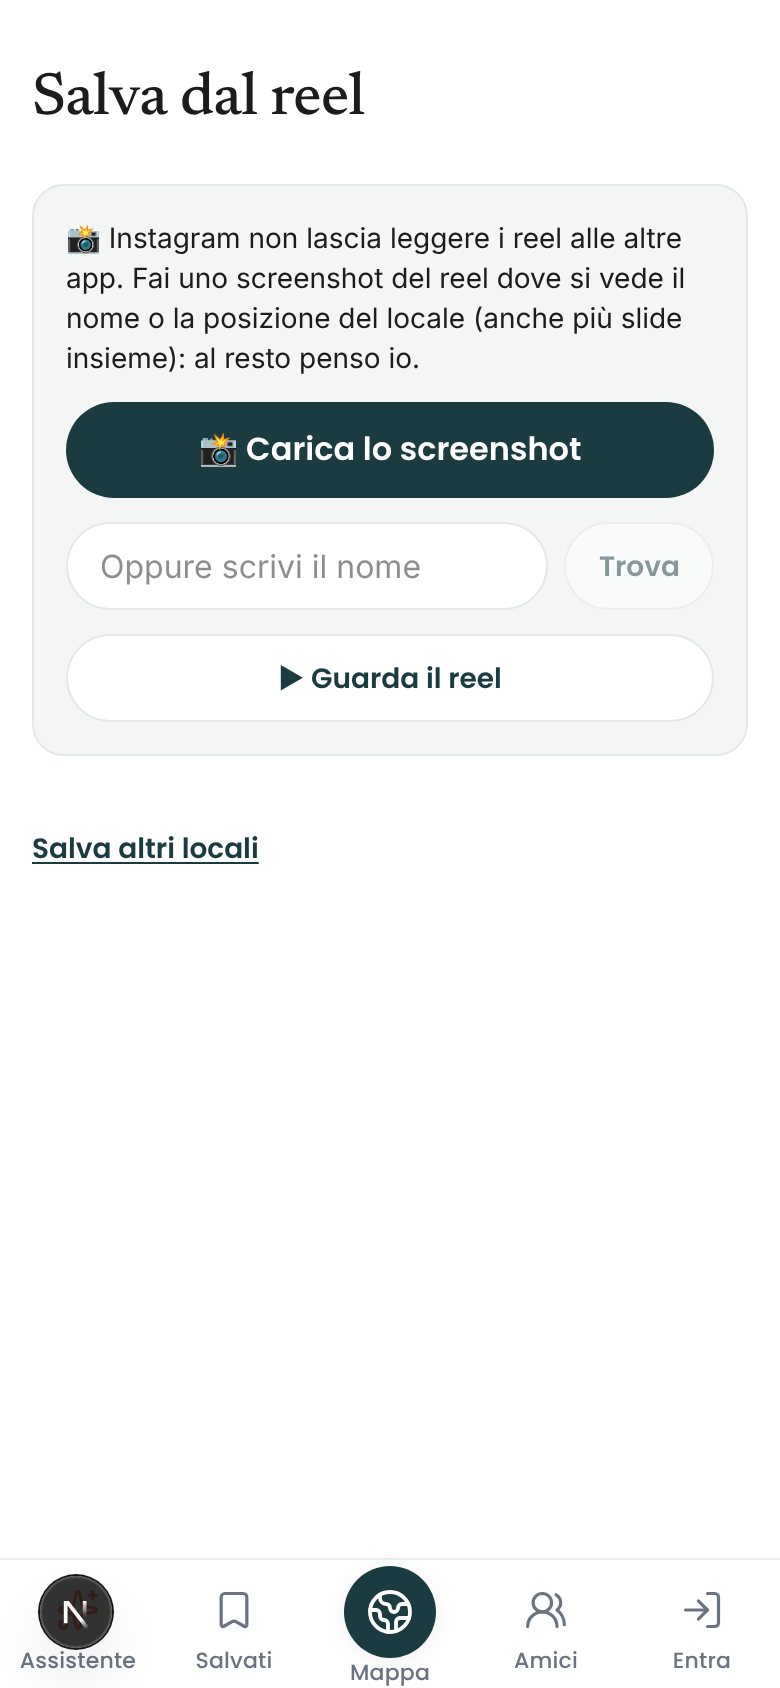 Salva dal reel
📸 Instagram non lascia leggere i reel alle altre
app. Fai uno screenshot del reel dove si vede il
nome o la posizione del locale (anche più slide
insieme): al resto penso io.
📸 Carica lo screenshot
Oppure scrivi il nome
Trova
▶ Guarda il reel
Salva altri locali
N
Assistente
Salvati
Mappa
Amici
Entra